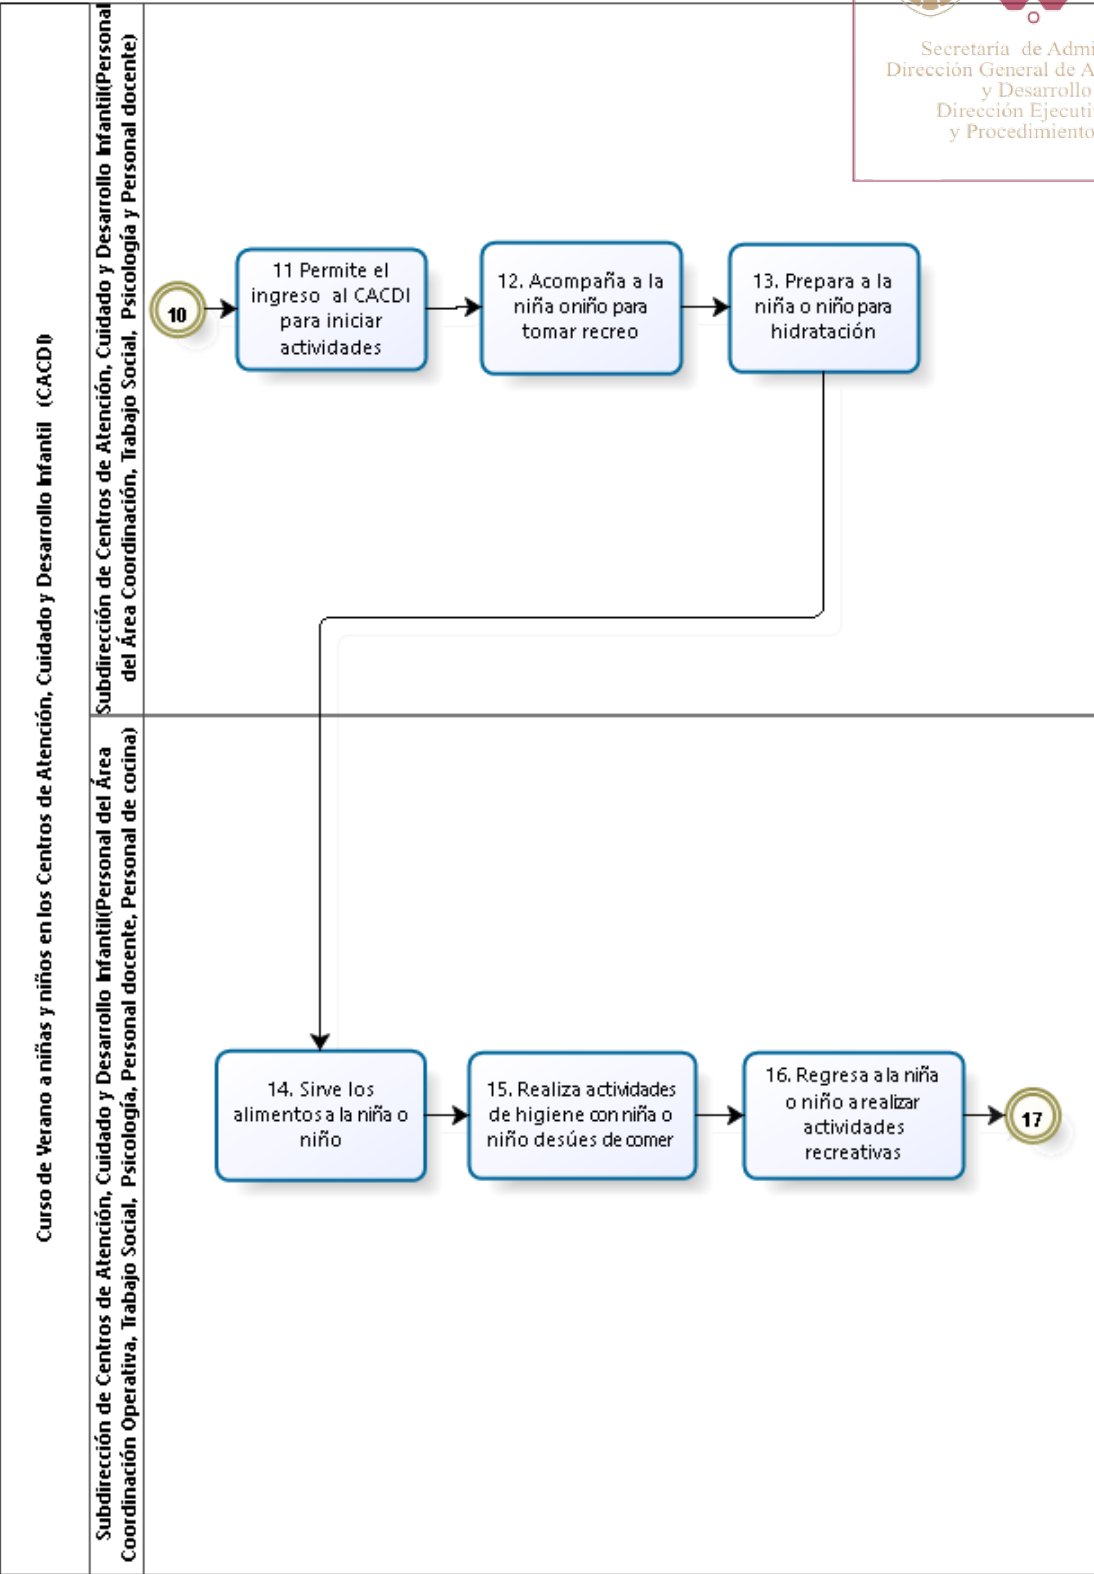 Curso de Verano a niñas y niños en los Centros de Atención, Cuidado y Desarrollo Infantil (CACDI)
Subdirección de Centros de Atención, Cuidado y Desarrollo Infantil(Personal
del Área Coordinación, Trabajo Social, Psicología y Personal docente)
Secretaría de Admi
Dirección General de A
y Desarrollo
Dirección Ejecuti
y Procedimiento
10
11 Permite el
ingreso al CACDI
para iniciar
actividades
12. Acompaña a la
niña oniño para
tomar recreo
13. Prepara a la
niña o niño para
hidratación
Subdirección de Centros de Atención, Cuidado y Desarrollo Infantil(Personal del Área
Coordinación Operativa, Trabajo Social, Psicología, Personal docente, Personal de cocina)
14. Sirve los
alimentos a la niña o
niño
15. Realiza actividades
de higiene con niña o
niño desúes de comer
16. Regresa a la niña
o niño a realizar
actividades
recreativas
17